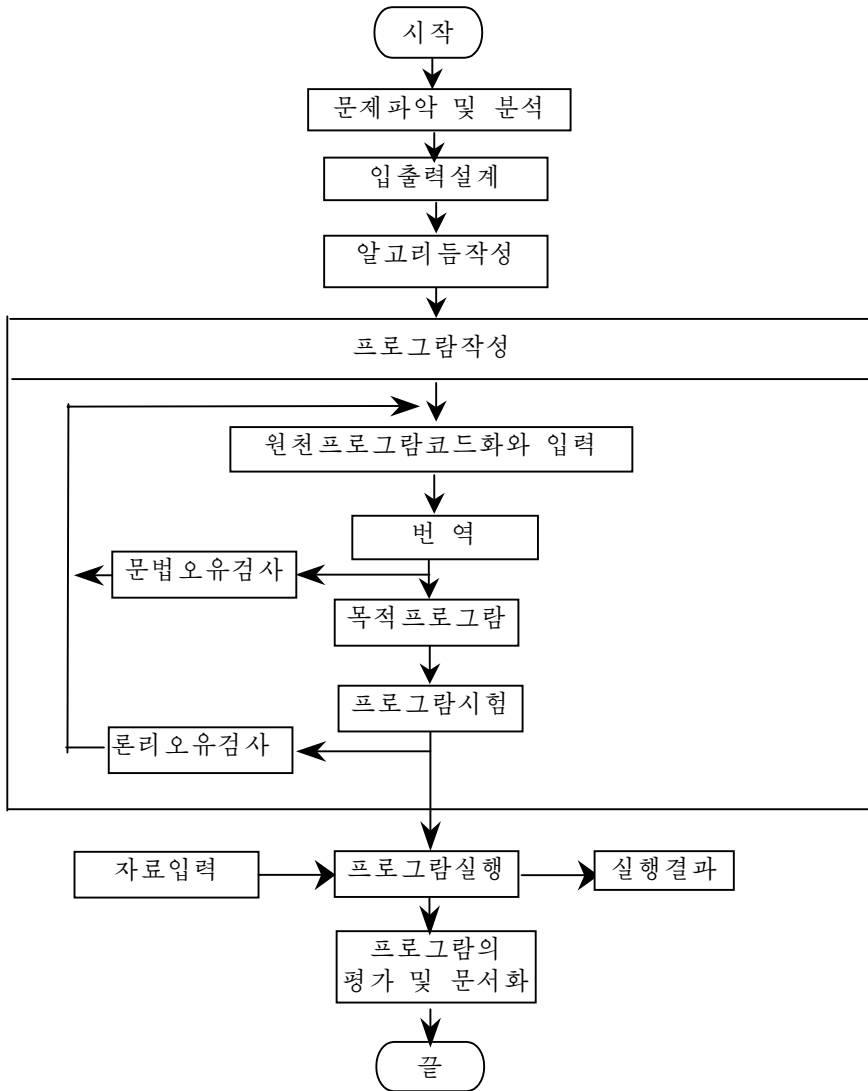 시작
문제파악 및 분석
입출력설계
알고리듬작성
프로그람작성
원천프로그람코드화와 입력
번 역
문법오유검사
목적프로그람
프로그람시험
론리오유검사
자료입력
프로그람실행
실행결과
프로그람의
평가 및 문서화
끝